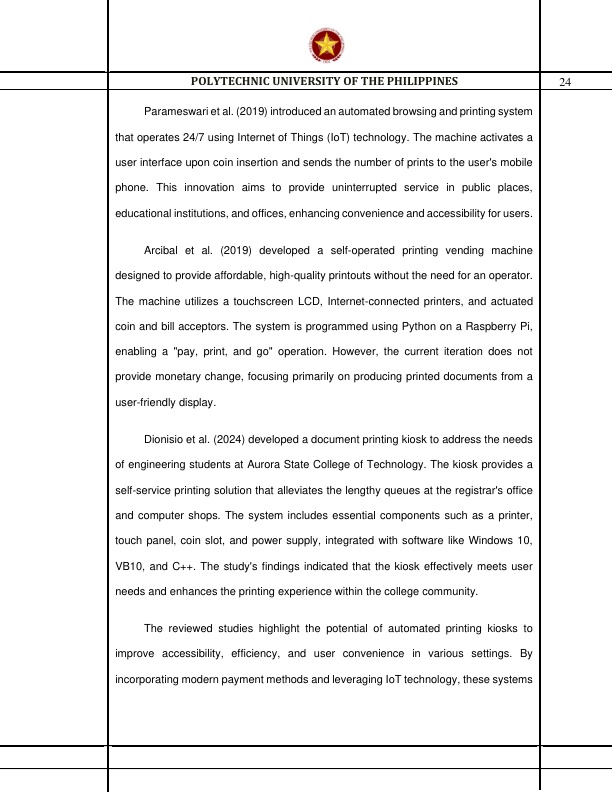 POLYTECHNIC UNIVERSITY OF THE PHILIPPINES
24
Parameswari et al. (2019) introduced an automated browsing and printing system
that operates 24/7 using Internet of Things (IoT) technology. The machine activates a
user interface upon coin insertion and sends the number of prints to the user's mobile
phone. This innovation aims to provide uninterrupted service in public places,
educational institutions, and offices, enhancing convenience and accessibility for users.
Arcibal et al. (2019) developed a self-operated printing vending machine
designed to provide affordable, high-quality printouts without the need for an operator.
The machine utilizes a touchscreen LCD, Internet-connected printers, and actuated
coin and bill acceptors. The system is programmed using Python on a Raspberry Pi,
enabling a "pay, print, and go" operation. However, the current iteration does not
provide monetary change, focusing primarily on producing printed documents from a
user-friendly display.
Dionisio et al. (2024) developed a document printing kiosk to address the needs
of engineering students at Aurora State College of Technology. The kiosk provides a
self-service printing solution that alleviates the lengthy queues at the registrar's office
and computer shops. The system includes essential components such as a printer,
touch panel, coin slot, and power supply, integrated with software like Windows 10,
VB10, and C++. The study's findings indicated that the kiosk effectively meets user
needs and enhances the printing experience within the college community.
The reviewed studies highlight the potential of automated printing kiosks to
improve accessibility, efficiency, and user convenience in various settings. By
incorporating modern payment methods and leveraging IoT technology, these systems